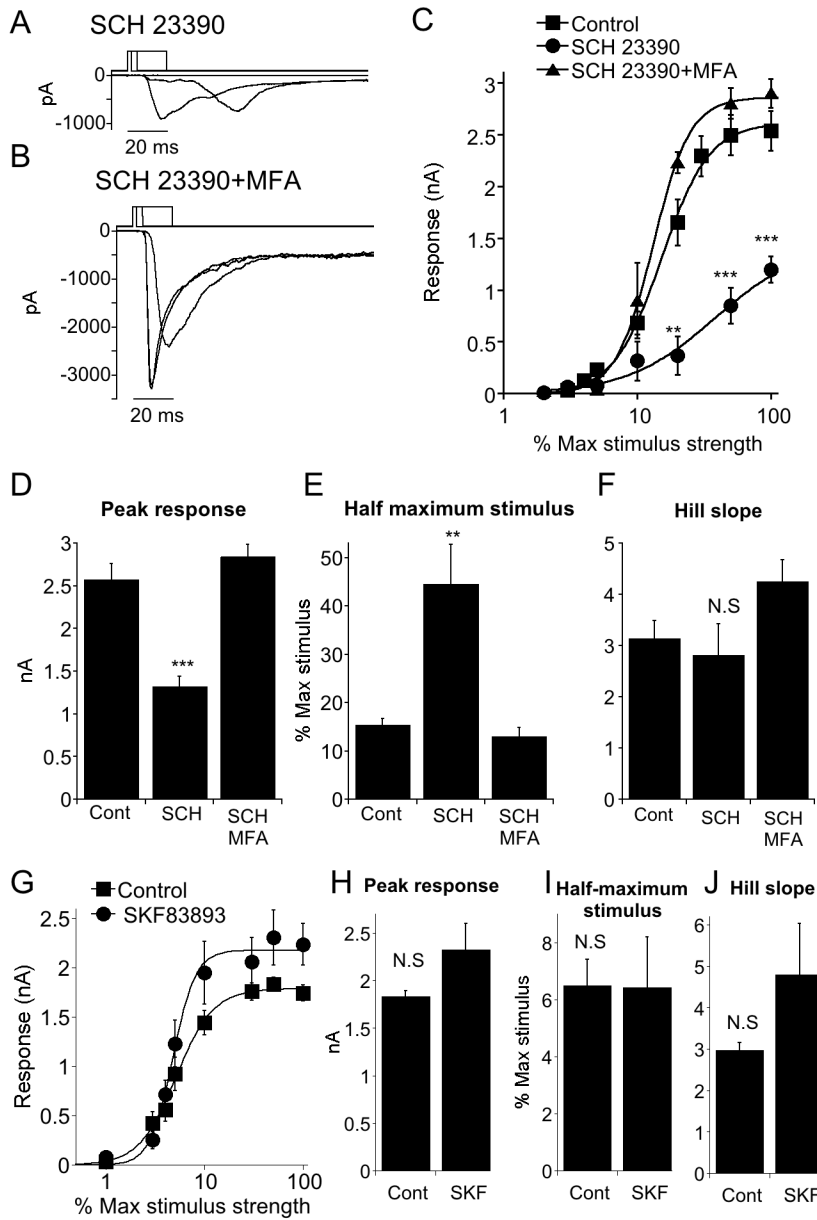 A
SCH 23390
pA
0
-1000
20 ms
B
SCH 23390+MFA
pA
0
-1000
-2000
-3000
20 ms
C
Control
SCH 23390
SCH 23390+MFA
Response (nA)
3
2.5
2
1.5
1
0.5
0
**
***
***
1
10
100
% Max stimulus strength
D
Peak response
nA
3
2.5
2
1.5
1
0.5
0
***
Cont
SCH
SCH
MFA
E
Half maximum stimulus
% Max stimulus
50
40
30
20
10
0
**
Cont
SCH
SCH
MFA
F
Hill slope
5
4
3
2
1
0
N.S
Cont
SCH
SCH
MFA
G
Control
SKF83893
Response (nA)
2.5
2
1.5
1
0.5
0
1
10
100
% Max stimulus strength
H
Peak response
nA
2.5
2
1.5
1
0.5
0
N.S
Cont
SKF
I
Half-maximum
stimulus
% Max stimulus
8
6
4
2
0
N.S
Cont
SKF
J
Hill slope
6
5
4
3
2
1
0
N.S
Cont
SKF